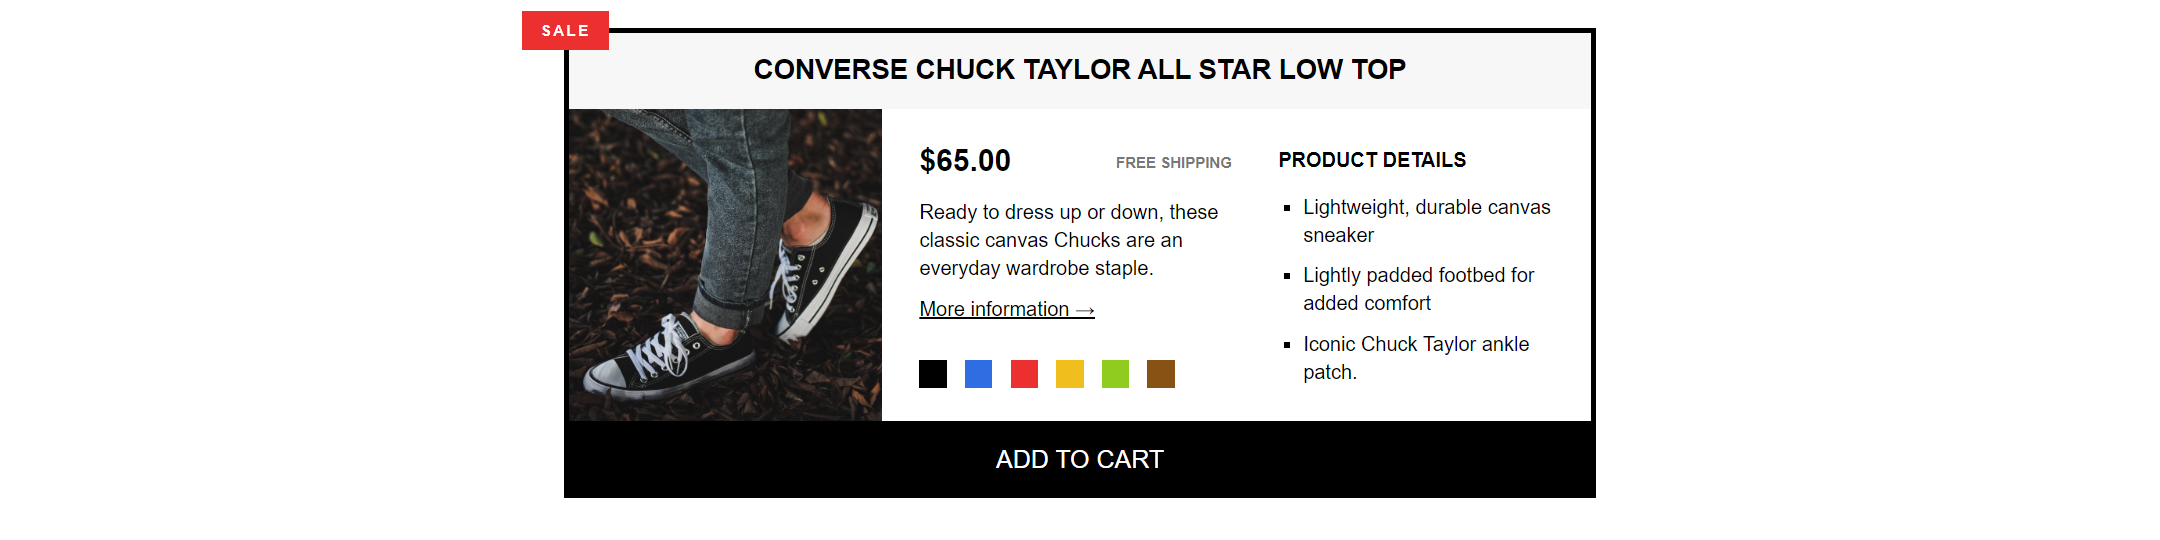 SALE
CONVERSE CHUCK TAYLOR ALL STAR LOW TOP
$65.00
FREE SHIPPING
Ready to dress up or down, these
classic canvas Chucks are an
everyday wardrobe staple.
More information →
PRODUCT DETAILS
Lightweight, durable canvas
sneaker
Lightly padded footbed for
added comfort
Iconic Chuck Taylor ankle
patch.
ADD TO CART